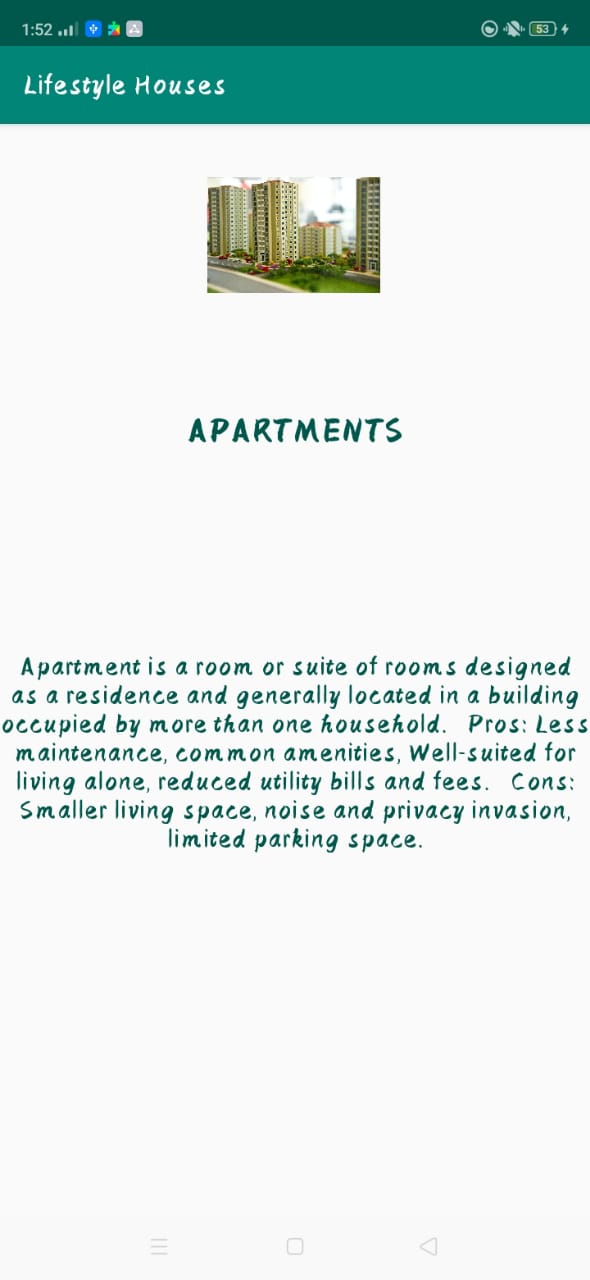 1:52
53
Lifestyle Houses
APARTMENTS
Apartment is a room or suite of rooms designed
as a residence and generally located in a building
occupied by more than one household.   Pros: Less
maintenance, common amenities, Well-suited for
living alone, reduced utility bills and fees.   Cons:
Smaller living space, noise and privacy invasion,
limited parking space.